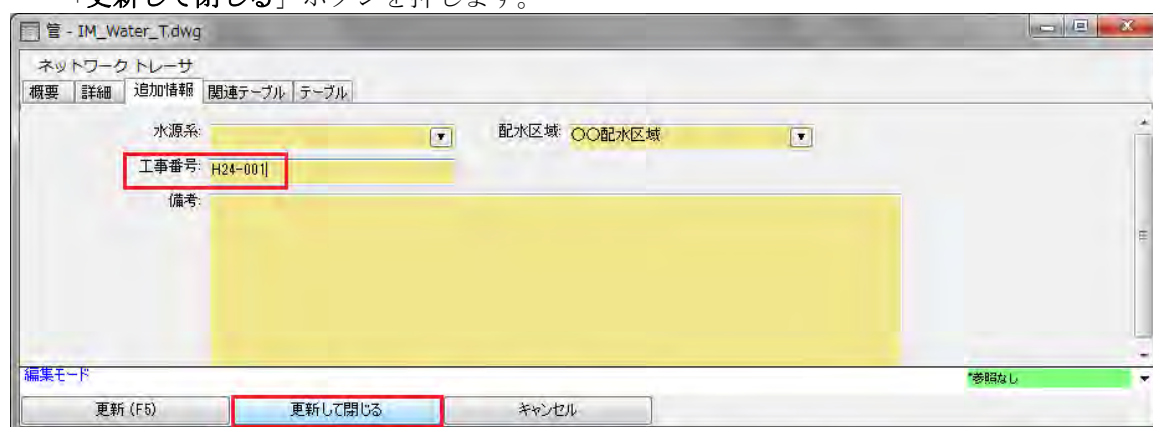 「更新して閉じる」ボタンを押します。
管 - IM_Water_T.dwg
ネットワーク トレーサ
概要 詳細 追加情報 関連テーブル テーブル
水源系: 配水区域: 〇〇配水区域
工事番号: H24-001
備考:
編集モード *参照なし
更新 (F5) 更新して閉じる キャンセル